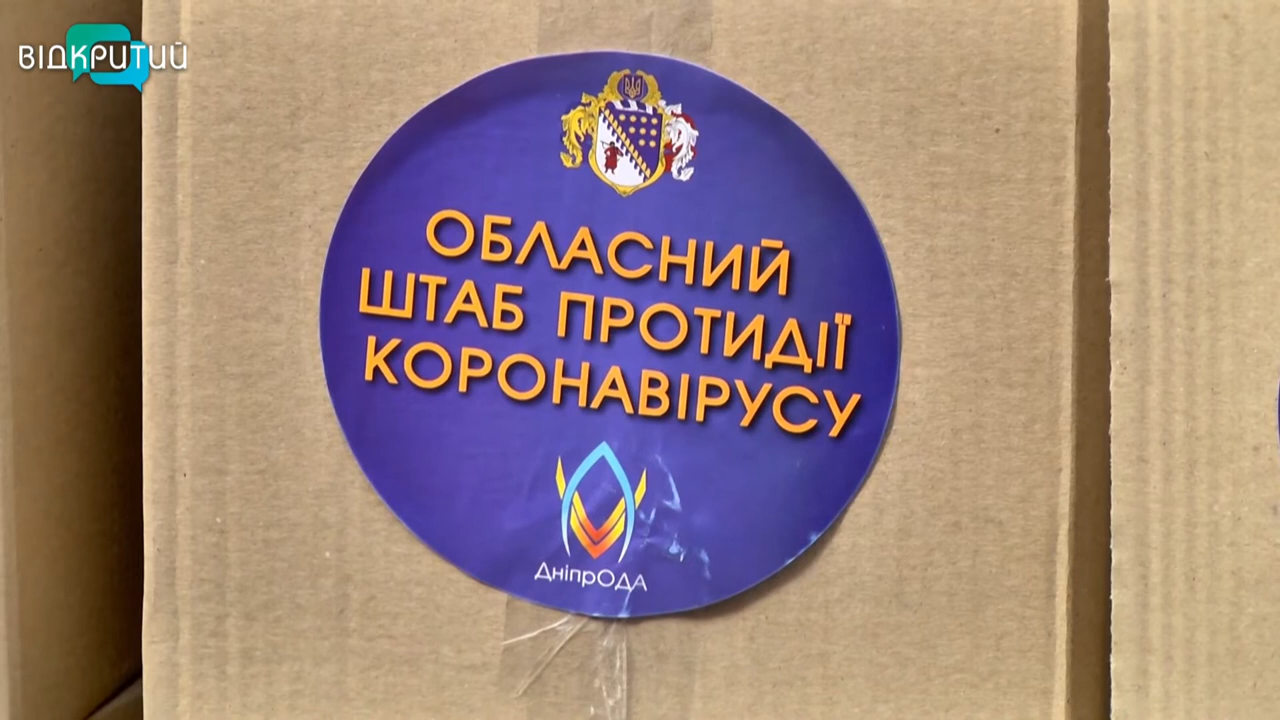 ВІДКРИТИЙ
ОБЛАСНИЙ
ШТАБ ПРОТИДІЇ
КОРОНАВІРУСУ
ДніпрОДА